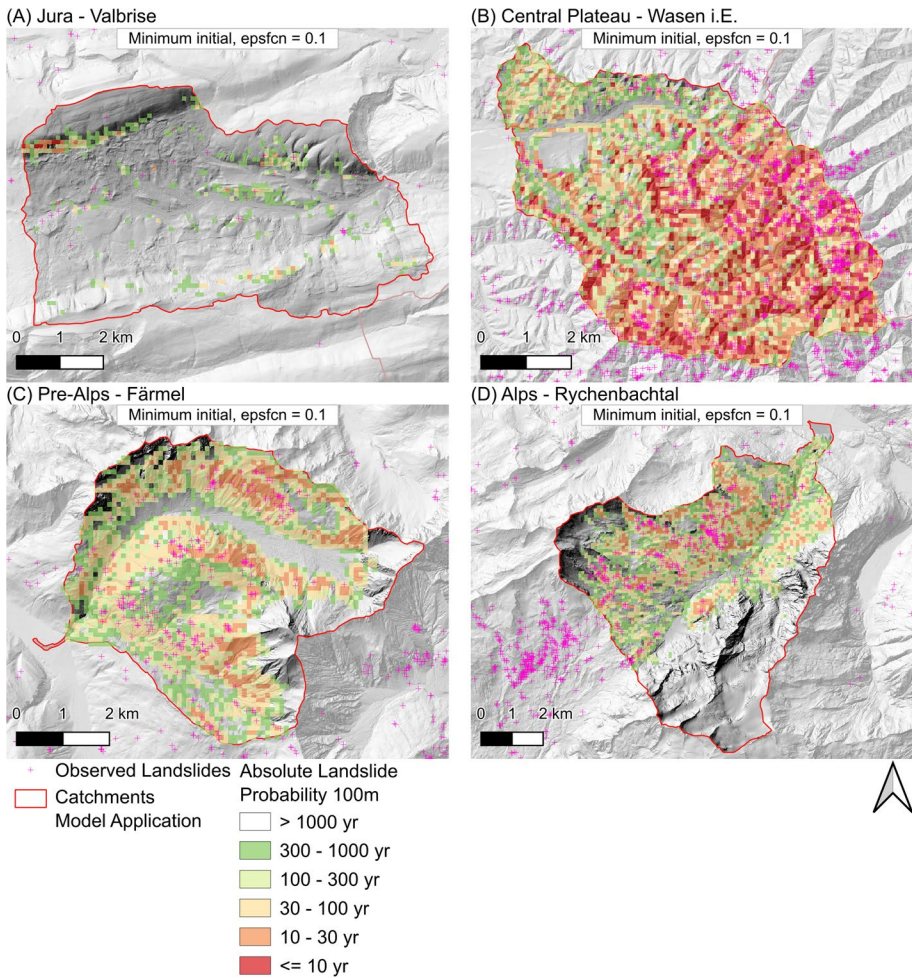 (A) Jura - Valbrise
Minimum initial, epsfcn = 0.1
0 1 2 km
(B) Central Plateau - Wasen i.E.
Minimum initial, epsfcn = 0.1
0 1 2 km
(C) Pre-Alps - Färmel
Minimum initial, epsfcn = 0.1
0 1 2 km
(D) Alps - Rychenbachtal
Minimum initial, epsfcn = 0.1
0 1 2 km
Observed Landslides
Catchments
Model Application
Absolute Landslide
Probability 100m
> 1000 yr
300 - 1000 yr
100 - 300 yr
30 - 100 yr
10 - 30 yr
<= 10 yr